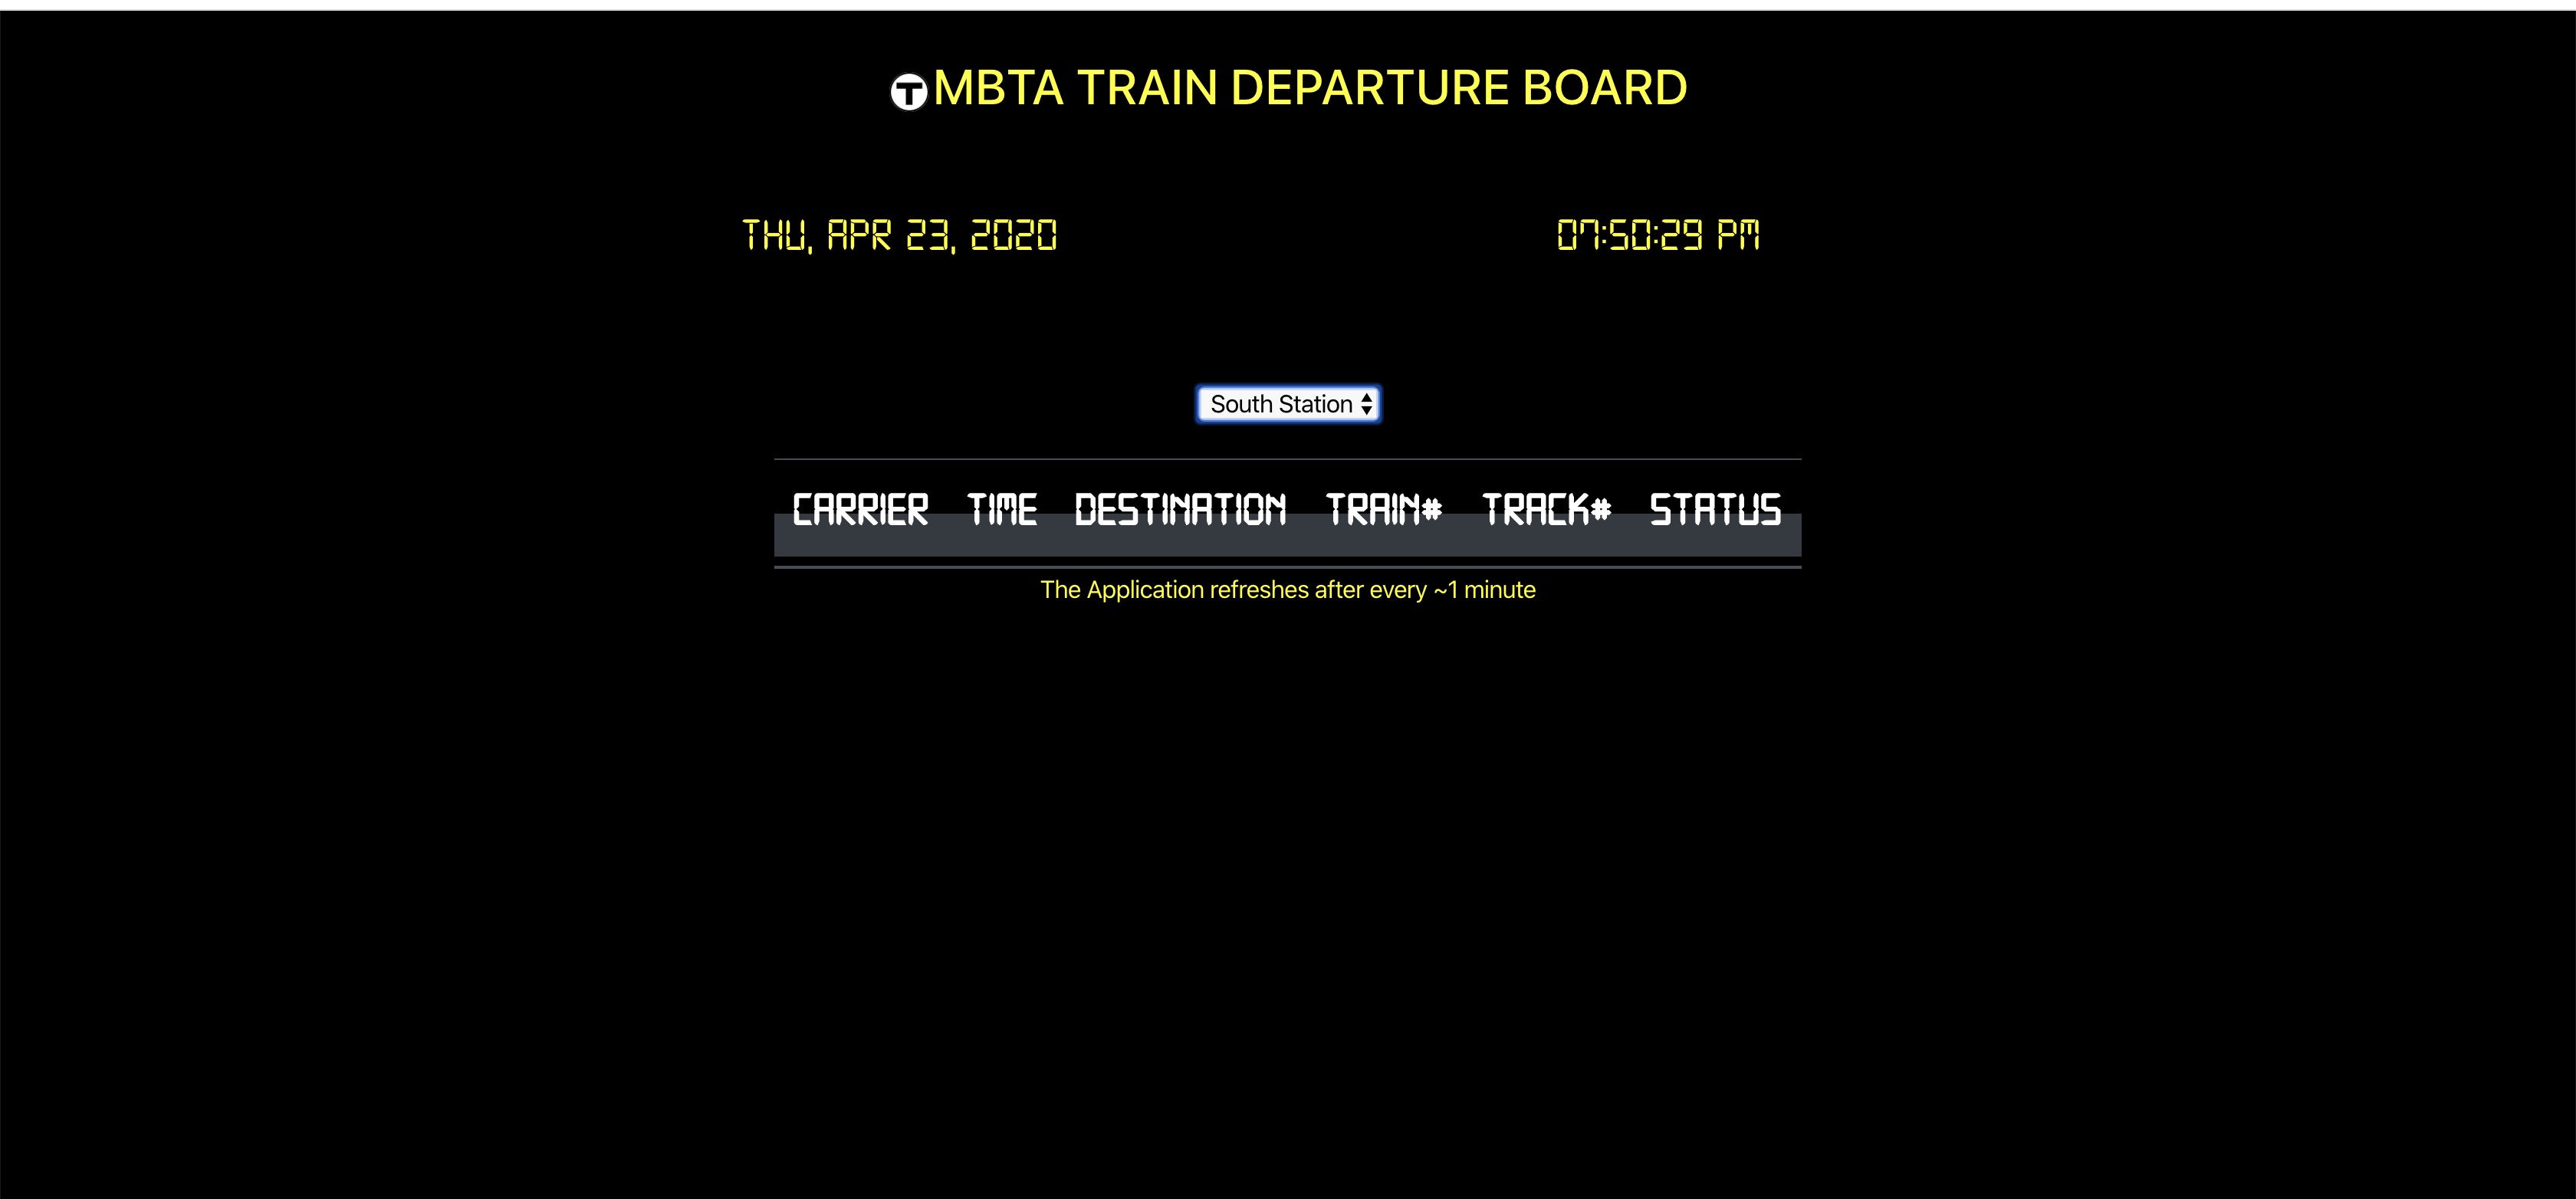 T MBTA TRAIN DEPARTURE BOARD
THU, APR 23, 2020 07:50:29 PM
South Station
CARRIER TIME DESTINATION TRAIN# TRACK# STATUS
The Application refreshes after every ~1 minute